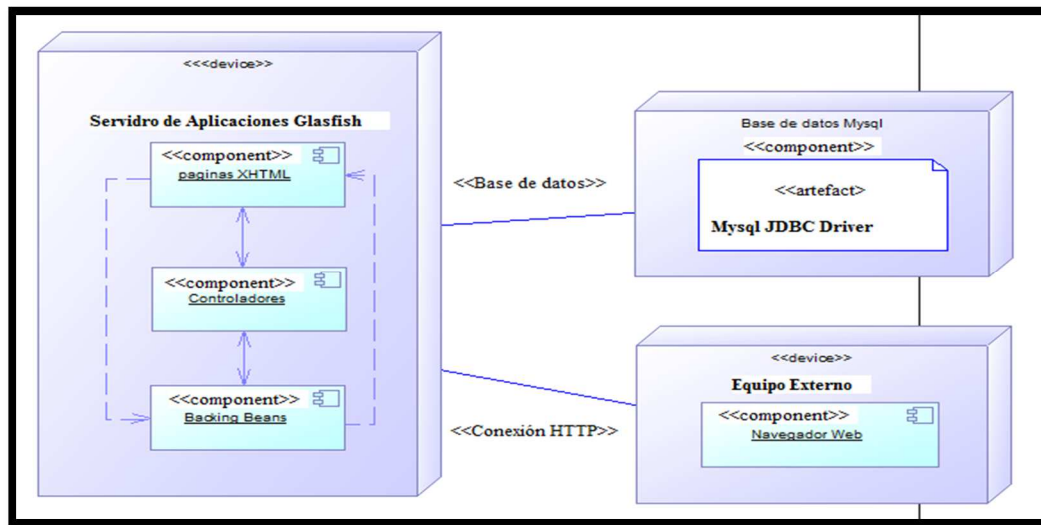 <<<device>>
Servidro de Aplicaciones Glasfish
<<component>>
paginas XHTML
<<component>>
Controladores
<<component>>
Backing Beans
<<Base de datos>>
<<Conexión HTTP>>
Base de datos Mysql
<<component>>
<<artefact>>
Mysql JDBC Driver
<<device>>
Equipo Externo
<<component>>
Navegador Web